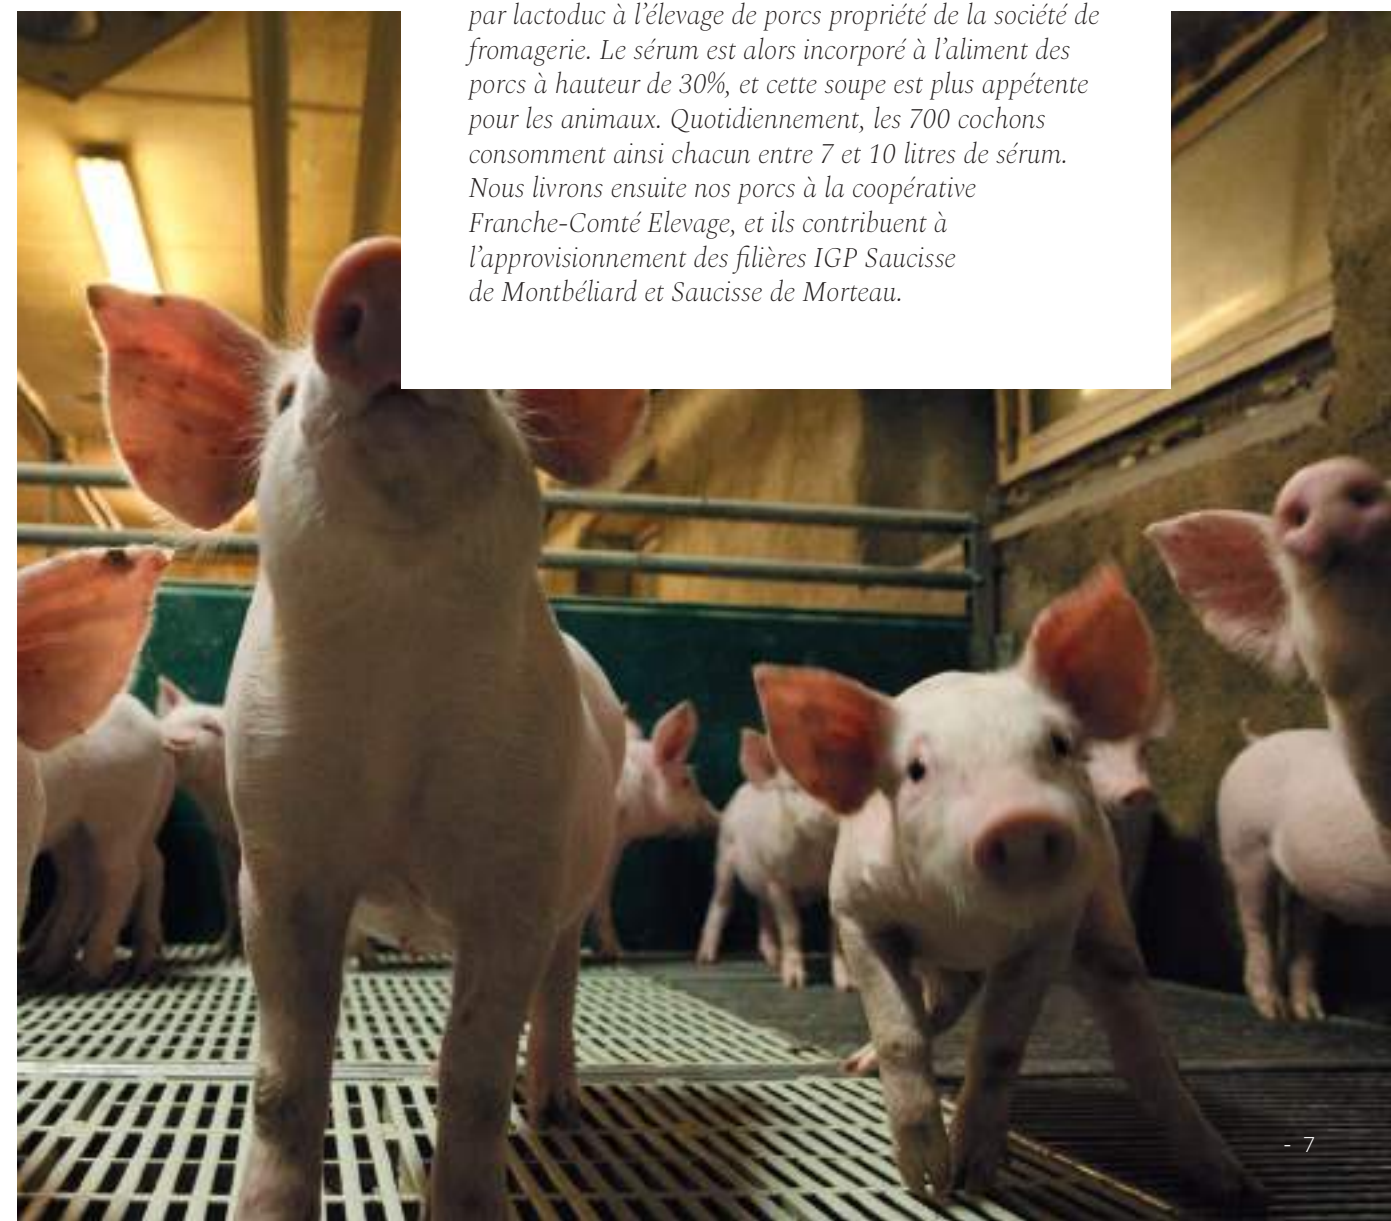 par lactoduc à l’élevage de porcs propriété de la société de
fromagerie. Le sérum est alors incorporé à l’aliment des
porcs à hauteur de 30%, et cette soupe est plus appétente
pour les animaux. Quotidiennement, les 700 cochons
consomment ainsi chacun entre 7 et 10 litres de sérum.
Nous livrons ensuite nos porcs à la coopérative
Franche-Comté Elevage, et ils contribuent à
l’approvisionnement des filières IGP Saucisse
de Montbéliard et Saucisse de Morteau.
- 7